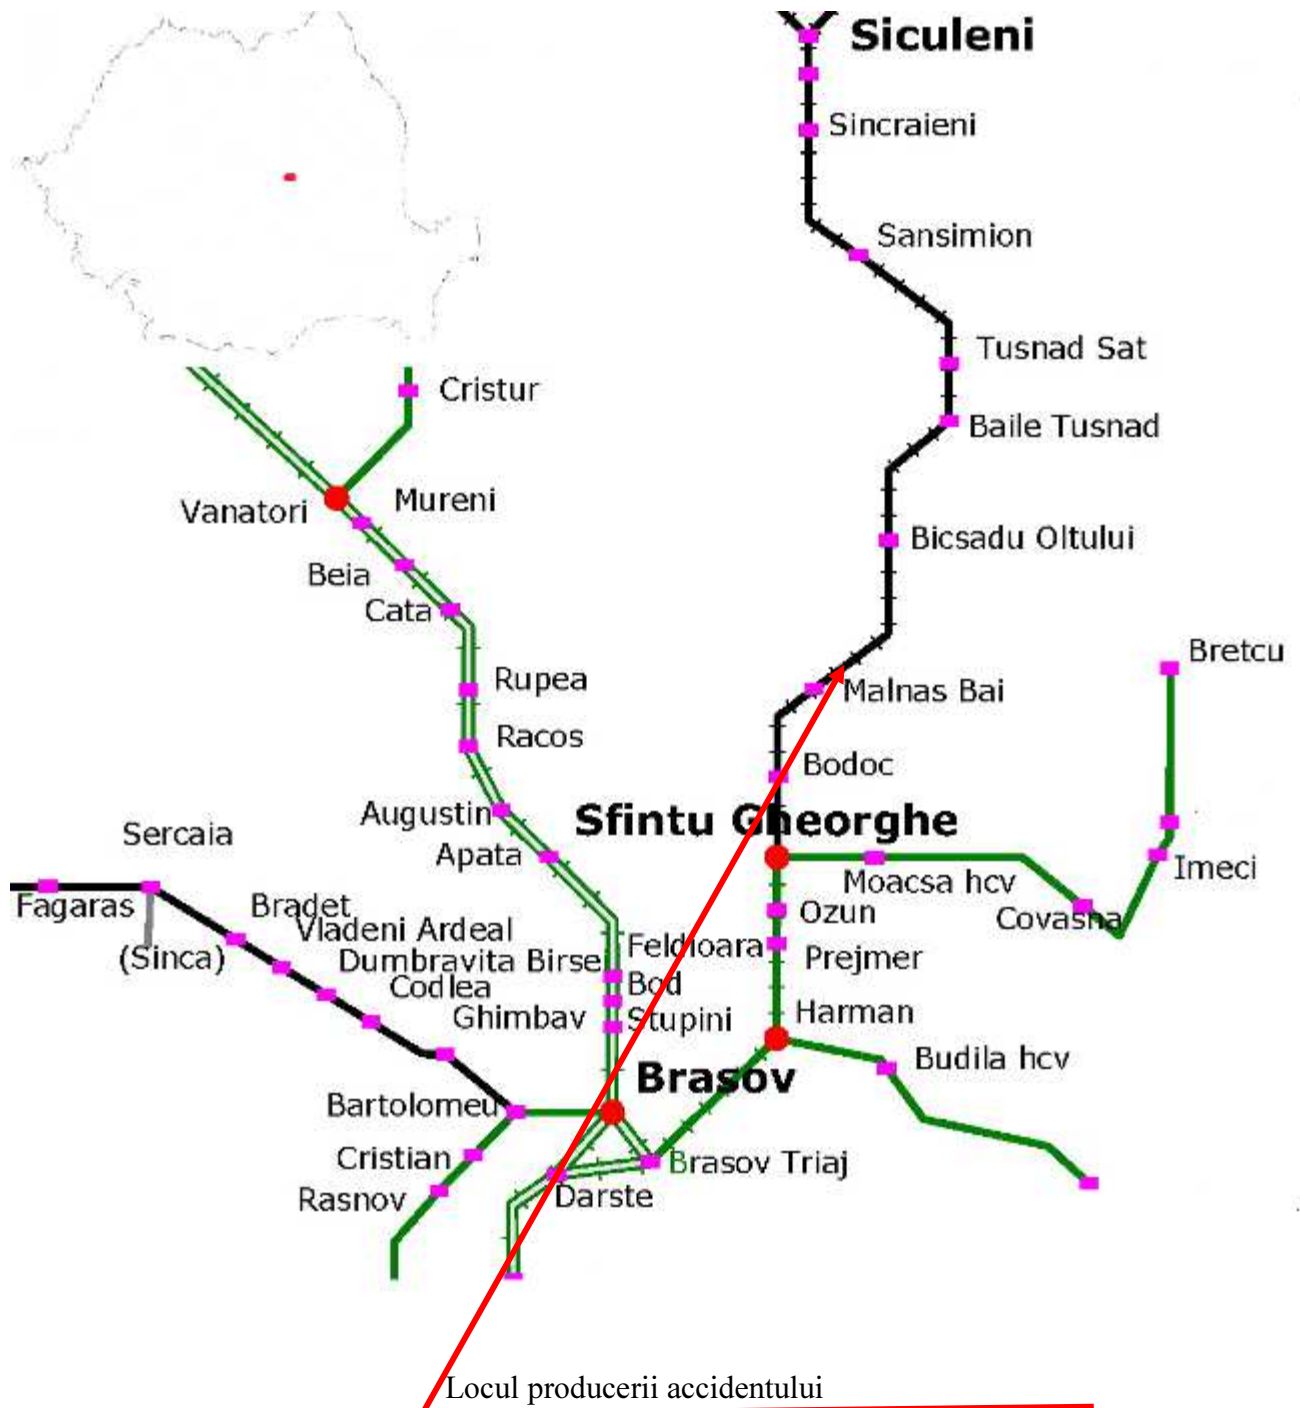 Siculeni
Sincraieni
Sansimion
Tusnad Sat
Cristur
Baile Tusnad
Vanatori
Mureni
Bicsadu Oltului
Beia
Cata
Bretcu
Rupea
Malnas Bai
Racos
Bodoc
Augustin
Sfintu Gheorghe
Sercaia
Apata
Imeci
Moacsa hcv
Fagaras
Bradet
Ozun
Covasna
Vladeni Ardeal
Feldioara
(Sinca)
Dumbravita Birse
Prejmer
Codlea
Bod
Ghimbav
Stupini
Harman
Budila hcv
Brasov
Bartolomeu
Cristian
Brasov Triaj
Rasnov
Darste
Locul producerii accidentului